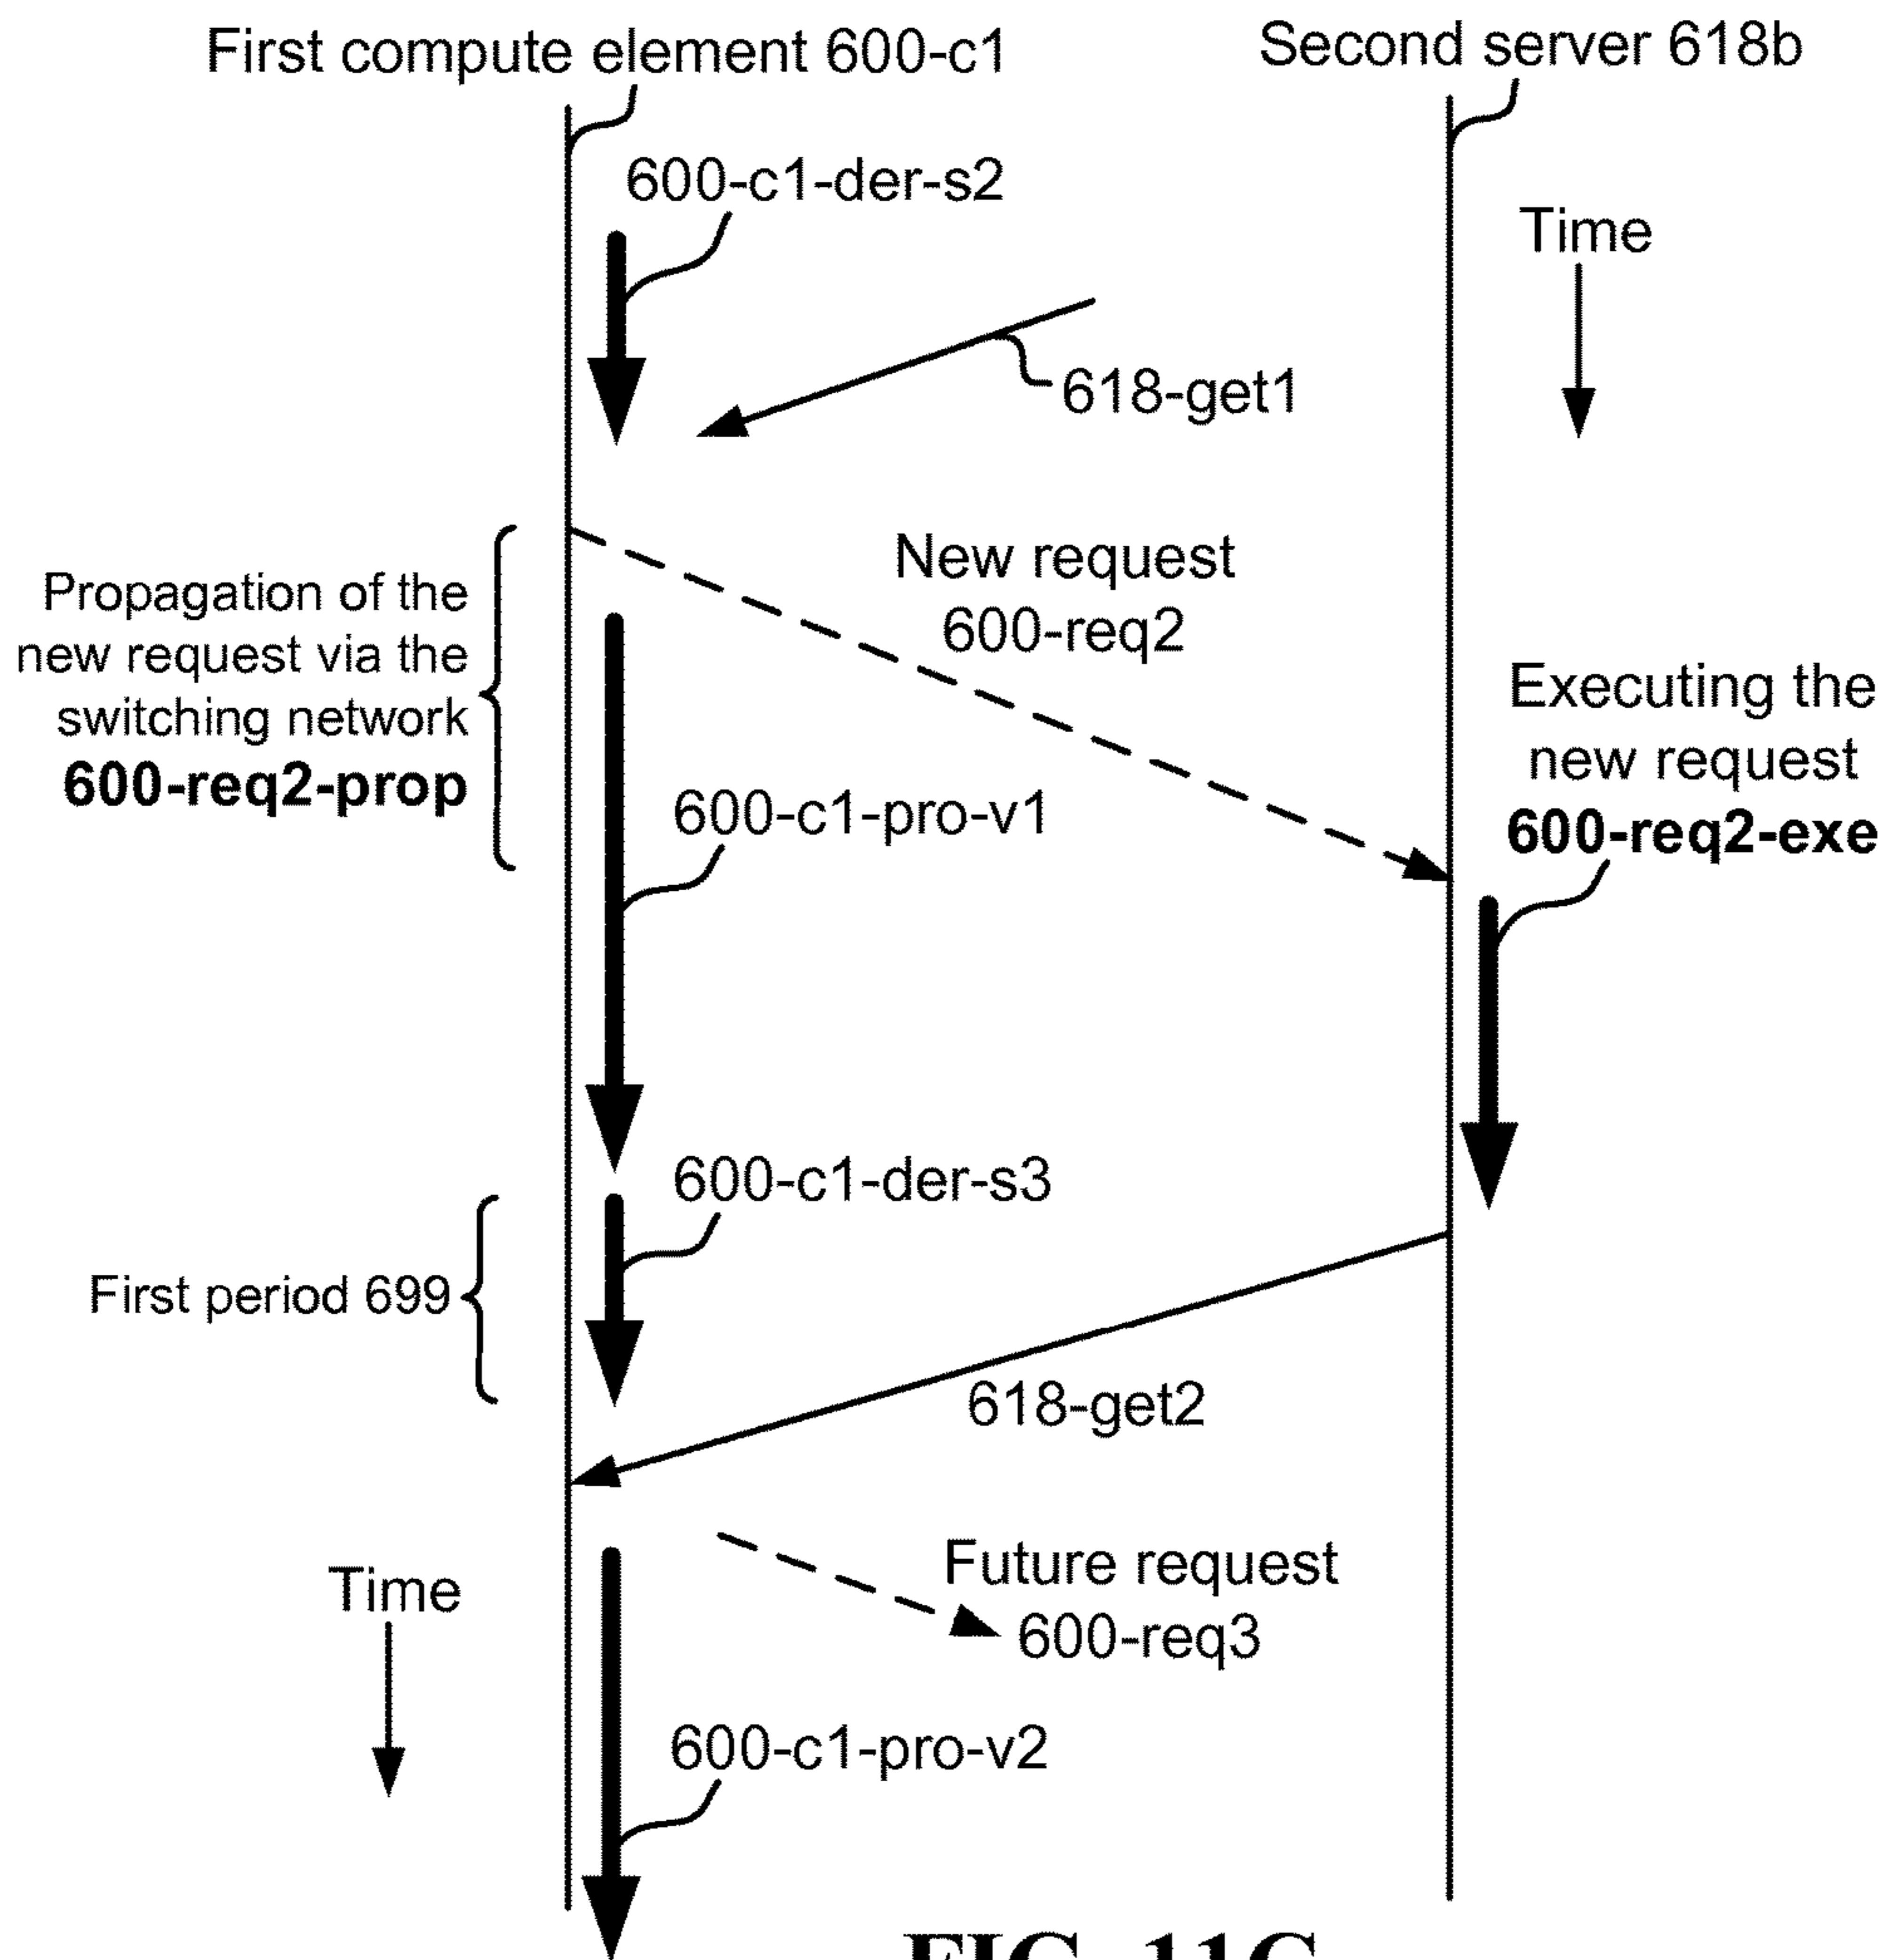 First compute element 600-c1
Second server 618b
600-c1-der-s2
Time
618-get1
New request
600-req2
Propagation of the
new request via the
switching network
600-req2-prop
Executing the
new request
600-req2-exe
600-c1-pro-v1
600-c1-der-s3
First period 699
618-get2
Future request
600-req3
Time
600-c1-pro-v2
FIG. 11C